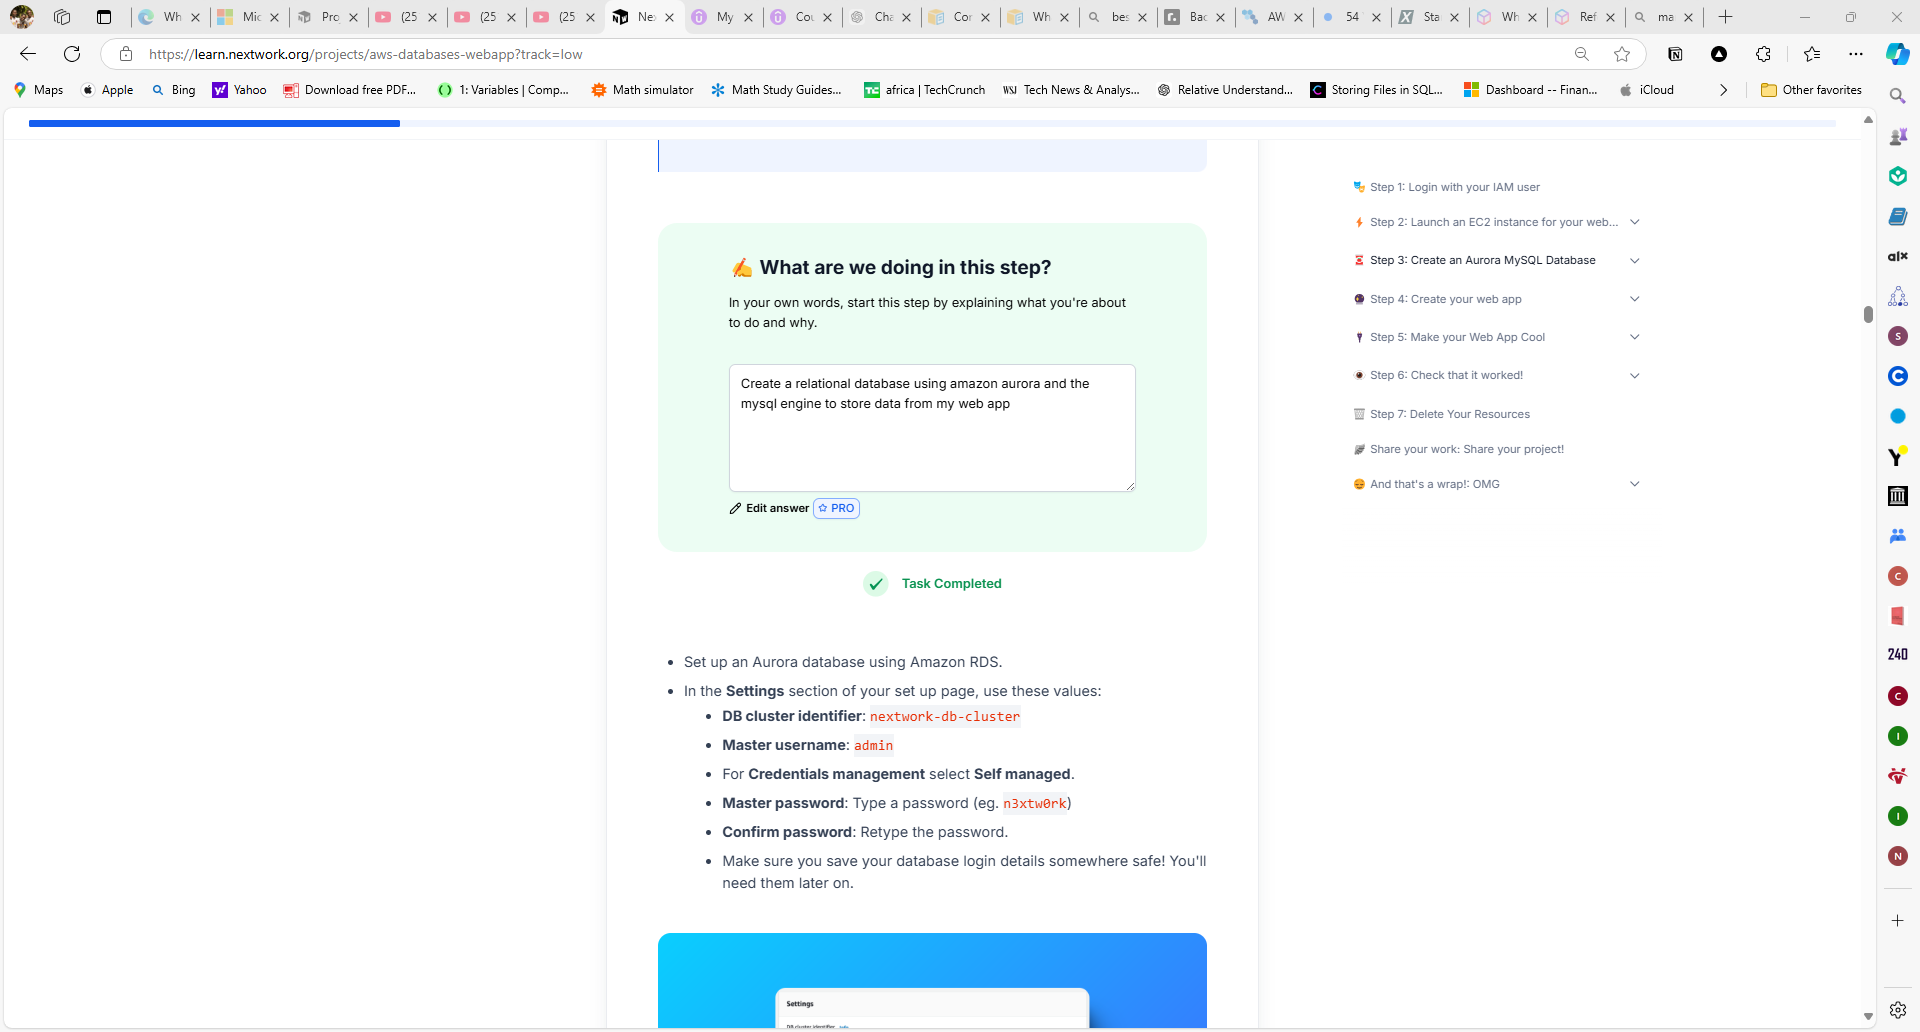 Wh
Mic
Pro
(25
(25
(25
Nex
My
Cou
Cha
Cor
Wh
bes
Bac
AW
54
Sta
Wh
Ref
ma
https://learn.nextwork.org/projects/aws-databases-webapp?track=low
Maps
Apple
Bing
Yahoo
Download free PDF...
1: Variables | Comp...
Math simulator
Math Study Guides...
africa | TechCrunch
Tech News & Analys...
Relative Understand...
Storing Files in SQL...
Dashboard -- Finan...
iCloud
Other favorites
✍️ What are we doing in this step?
In your own words, start this step by explaining what you're about
to do and why.
Create a relational database using amazon aurora and the
mysql engine to store data from my web app
Edit answer PRO
Task Completed
• Set up an Aurora database using Amazon RDS.
• In the Settings section of your set up page, use these values:
• DB cluster identifier: nextwork-db-cluster
• Master username: admin
• For Credentials management select Self managed.
• Master password: Type a password (eg. n3xtw0rk)
• Confirm password: Retype the password.
• Make sure you save your database login details somewhere safe! You'll
need them later on.
Settings
Step 1: Login with your IAM user
Step 2: Launch an EC2 instance for your web...
Step 3: Create an Aurora MySQL Database
Step 4: Create your web app
Step 5: Make your Web App Cool
Step 6: Check that it worked!
Step 7: Delete Your Resources
Share your work: Share your project!
And that's a wrap!: OMG
alx
S
C
240
C
I
I
N